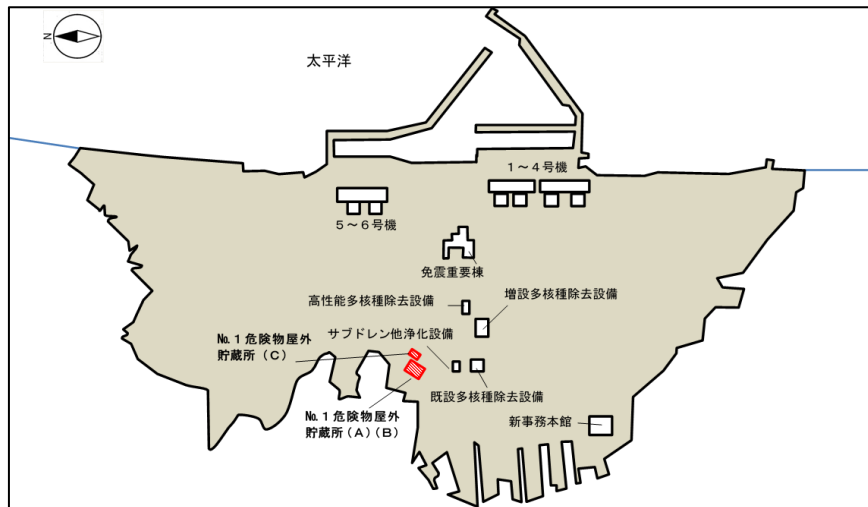 N
太平洋
1～4号機
5～6号機
免震重要棟
高性能多核種除去設備
増設多核種除去設備
サブドレン他浄化設備
№1危険物屋外
貯蔵所(C)
既設多核種除去設備
№1危険物屋外
貯蔵所(A)(B)
新事務本館